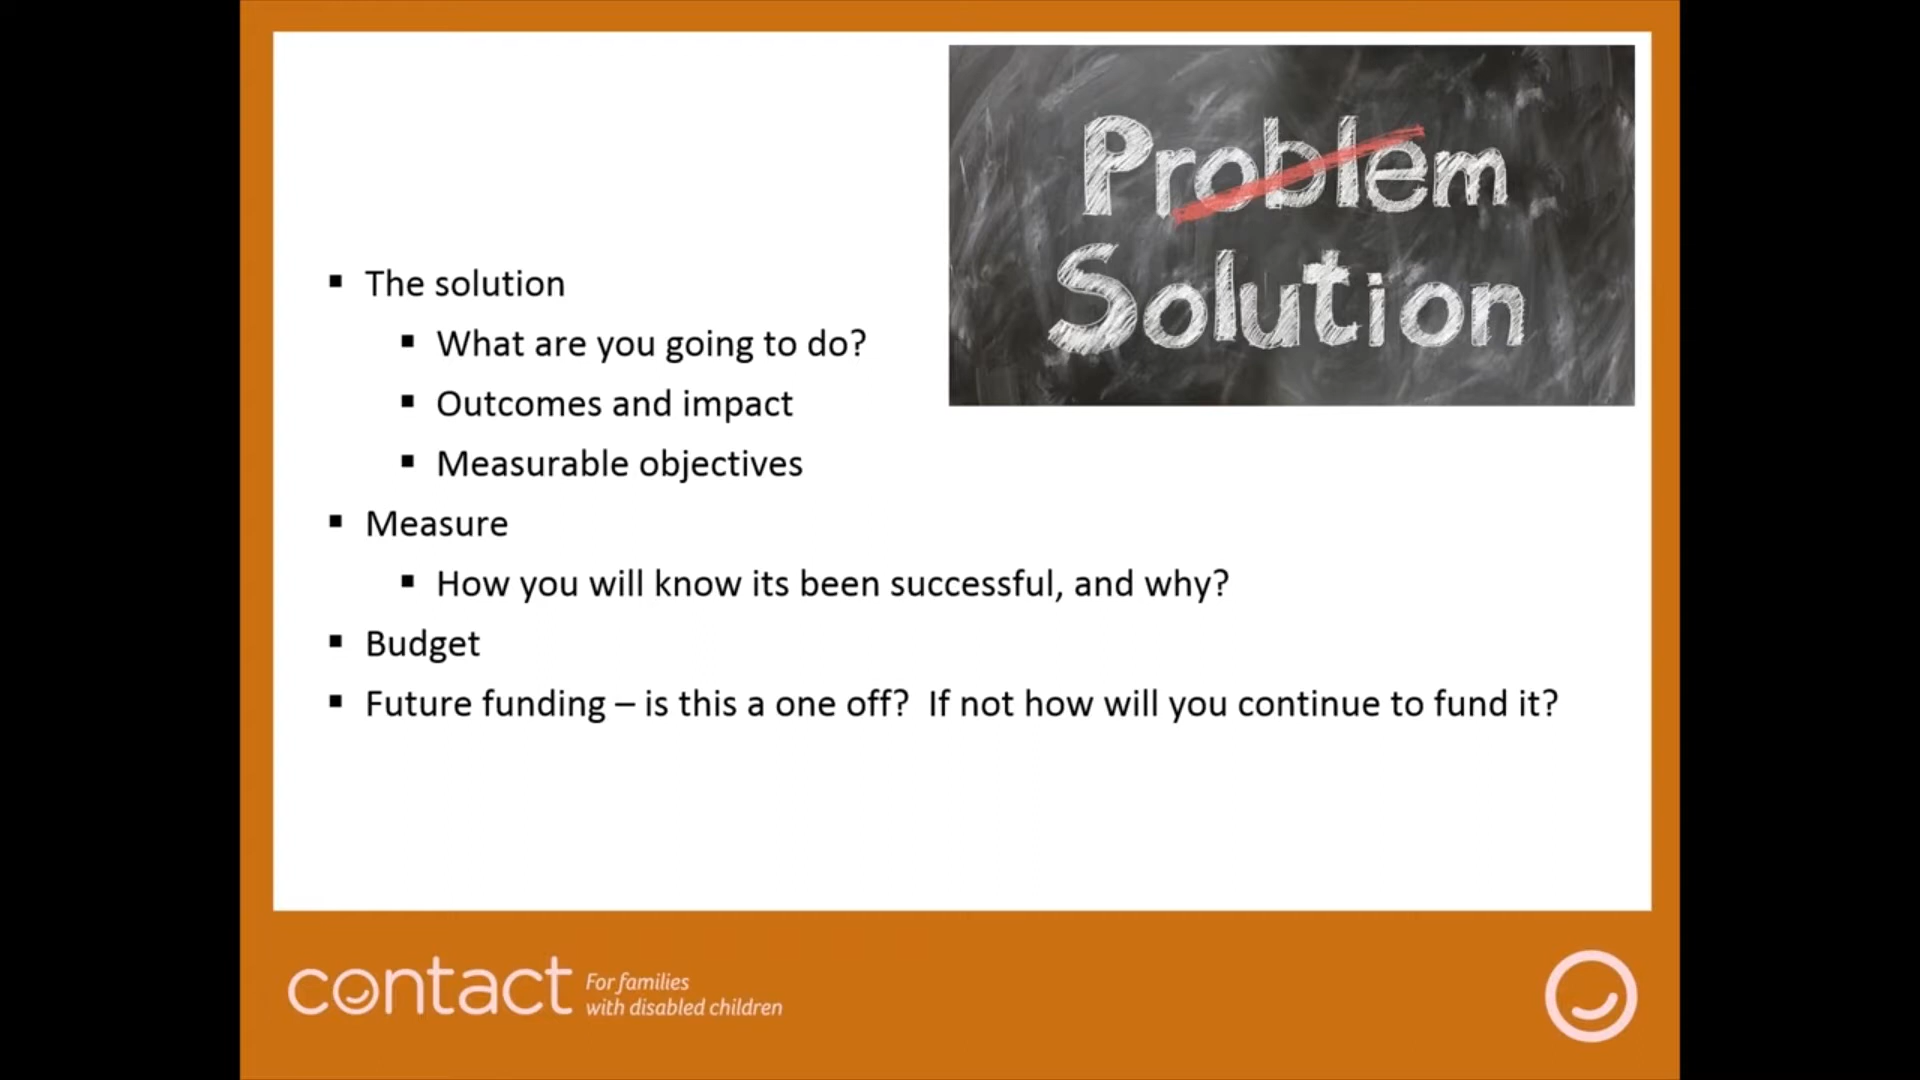 Problem
Solution
The solution
What are you going to do?
Outcomes and impact
Measurable objectives
Measure
How you will know its been successful, and why?
Budget
Future funding – is this a one off?  If not how will you continue to fund it?
contact
For families
with disabled children